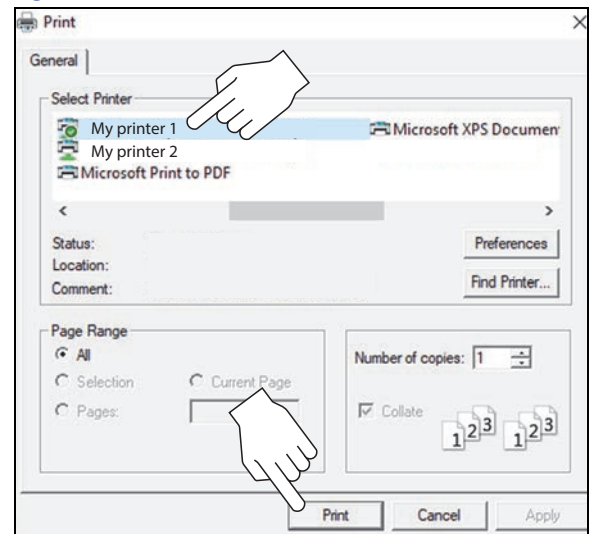 Print
General
Select Printer
My printer 1
Microsoft XPS Documen
My printer 2
Microsoft Print to PDF
Status:
Preferences
Location:
Find Printer...
Comment:
Page Range
All
Number of copies: 1
Selection
Current Page
Pages:
Collate
1 2 3 1 2 3
Print
Cancel
Apply